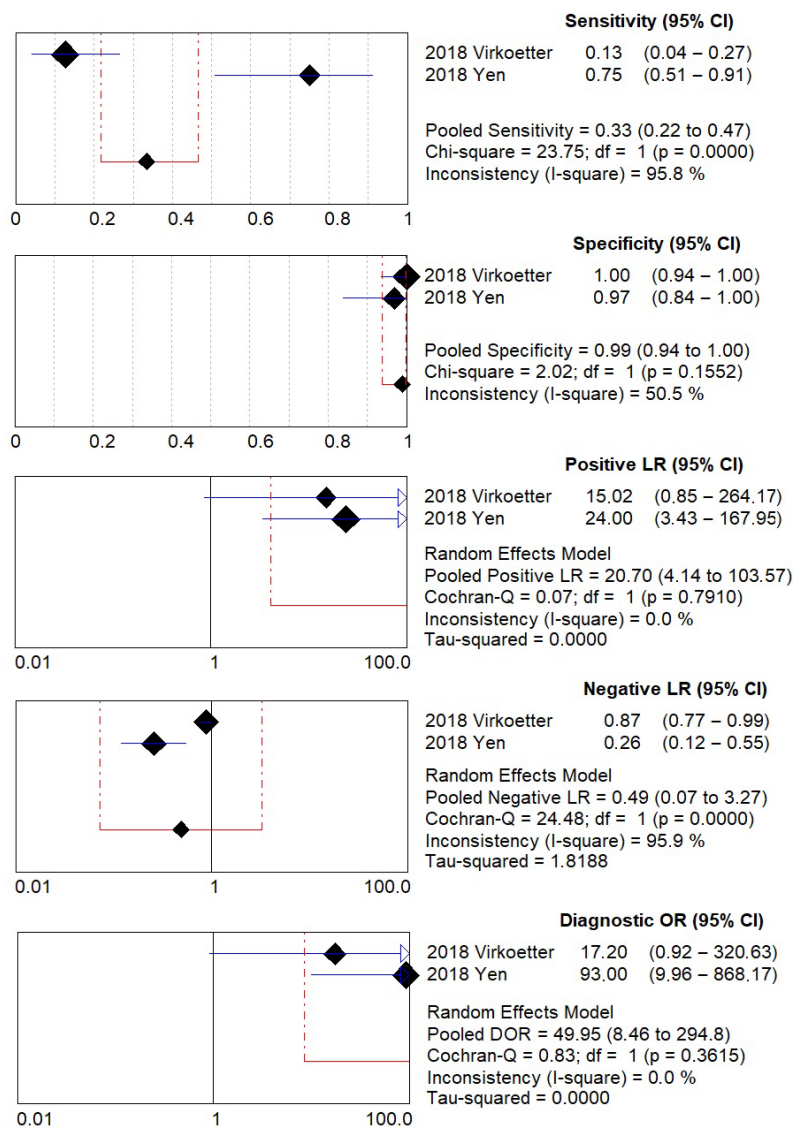 Sensitivity (95% CI)
2018 Virkoetter 0.13 (0.04 – 0.27)
2018 Yen 0.75 (0.51 – 0.91)
Pooled Sensitivity = 0.33 (0.22 to 0.47)
Chi-square = 23.75; df = 1 (p = 0.0000)
Inconsistency (I-square) = 95.8 %
0 0.2 0.4 0.6 0.8 1
Specificity (95% CI)
2018 Virkoetter 1.00 (0.94 – 1.00)
2018 Yen 0.97 (0.84 – 1.00)
Pooled Specificity = 0.99 (0.94 to 1.00)
Chi-square = 2.02; df = 1 (p = 0.1552)
Inconsistency (I-square) = 50.5 %
0 0.2 0.4 0.6 0.8 1
Positive LR (95% CI)
2018 Virkoetter 15.02 (0.85 – 264.17)
2018 Yen 24.00 (3.43 – 167.95)
Random Effects Model
Pooled Positive LR = 20.70 (4.14 to 103.57)
Cochran-Q = 0.07; df = 1 (p = 0.7910)
Inconsistency (I-square) = 0.0 %
Tau-squared = 0.0000
0.01 1 100.0
Negative LR (95% CI)
2018 Virkoetter 0.87 (0.77 – 0.99)
2018 Yen 0.26 (0.12 – 0.55)
Random Effects Model
Pooled Negative LR = 0.49 (0.07 to 3.27)
Cochran-Q = 24.48; df = 1 (p = 0.0000)
Inconsistency (I-square) = 95.9 %
Tau-squared = 1.8188
0.01 1 100.0
Diagnostic OR (95% CI)
2018 Virkoetter 17.20 (0.92 – 320.63)
2018 Yen 93.00 (9.96 – 868.17)
Random Effects Model
Pooled DOR = 49.95 (8.46 to 294.8)
Cochran-Q = 0.83; df = 1 (p = 0.3615)
Inconsistency (I-square) = 0.0 %
Tau-squared = 0.0000
0.01 1 100.0